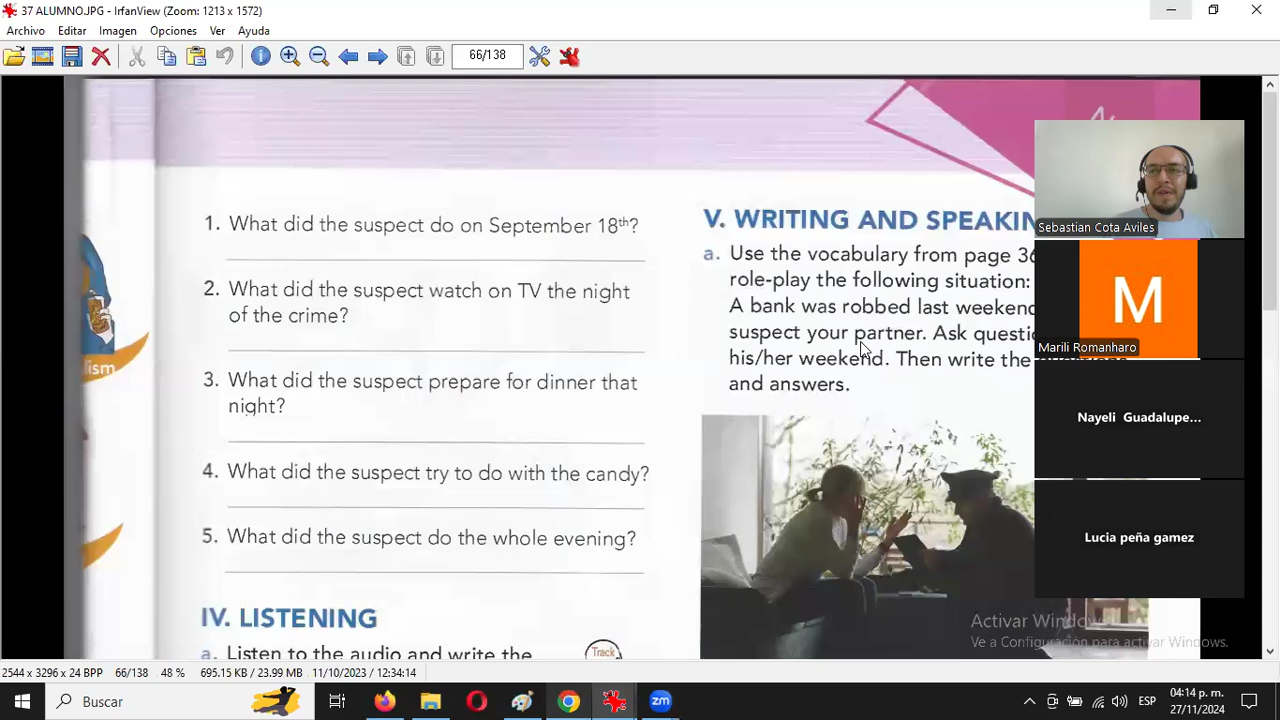 37 ALUMNO.JPG - IrfanView (Zoom: 1213 x 1572)
Archivo Editar Imagen Opciones Ver Ayuda
66/138
1. What did the suspect do on September 18th?
2. What did the suspect watch on TV the night
of the crime?
3. What did the suspect prepare for dinner that
night?
4. What did the suspect try to do with the candy?
5. What did the suspect do the whole evening?
IV. LISTENING
a. Listen to the audio and write the
Track
V. WRITING AND SPEAKIN
a. Use the vocabulary from page 36
role-play the following situation:
A bank was robbed last weekend
suspect your partner. Ask questi
his/her weekend. Then write the questions
and answers.
Sebastian Cota Aviles
M
Marili Romanharo
Nayeli Guadalupe...
Lucia peña gamez
Activar Windows
Ve a Configuración para activar Windows.
2544 x 3296 x 24 BPP 66/138 48 % 695.15 KB / 23.99 MB 11/10/2023 / 12:34:14
Buscar
zm
ESP
04:14 p. m.
27/11/2024